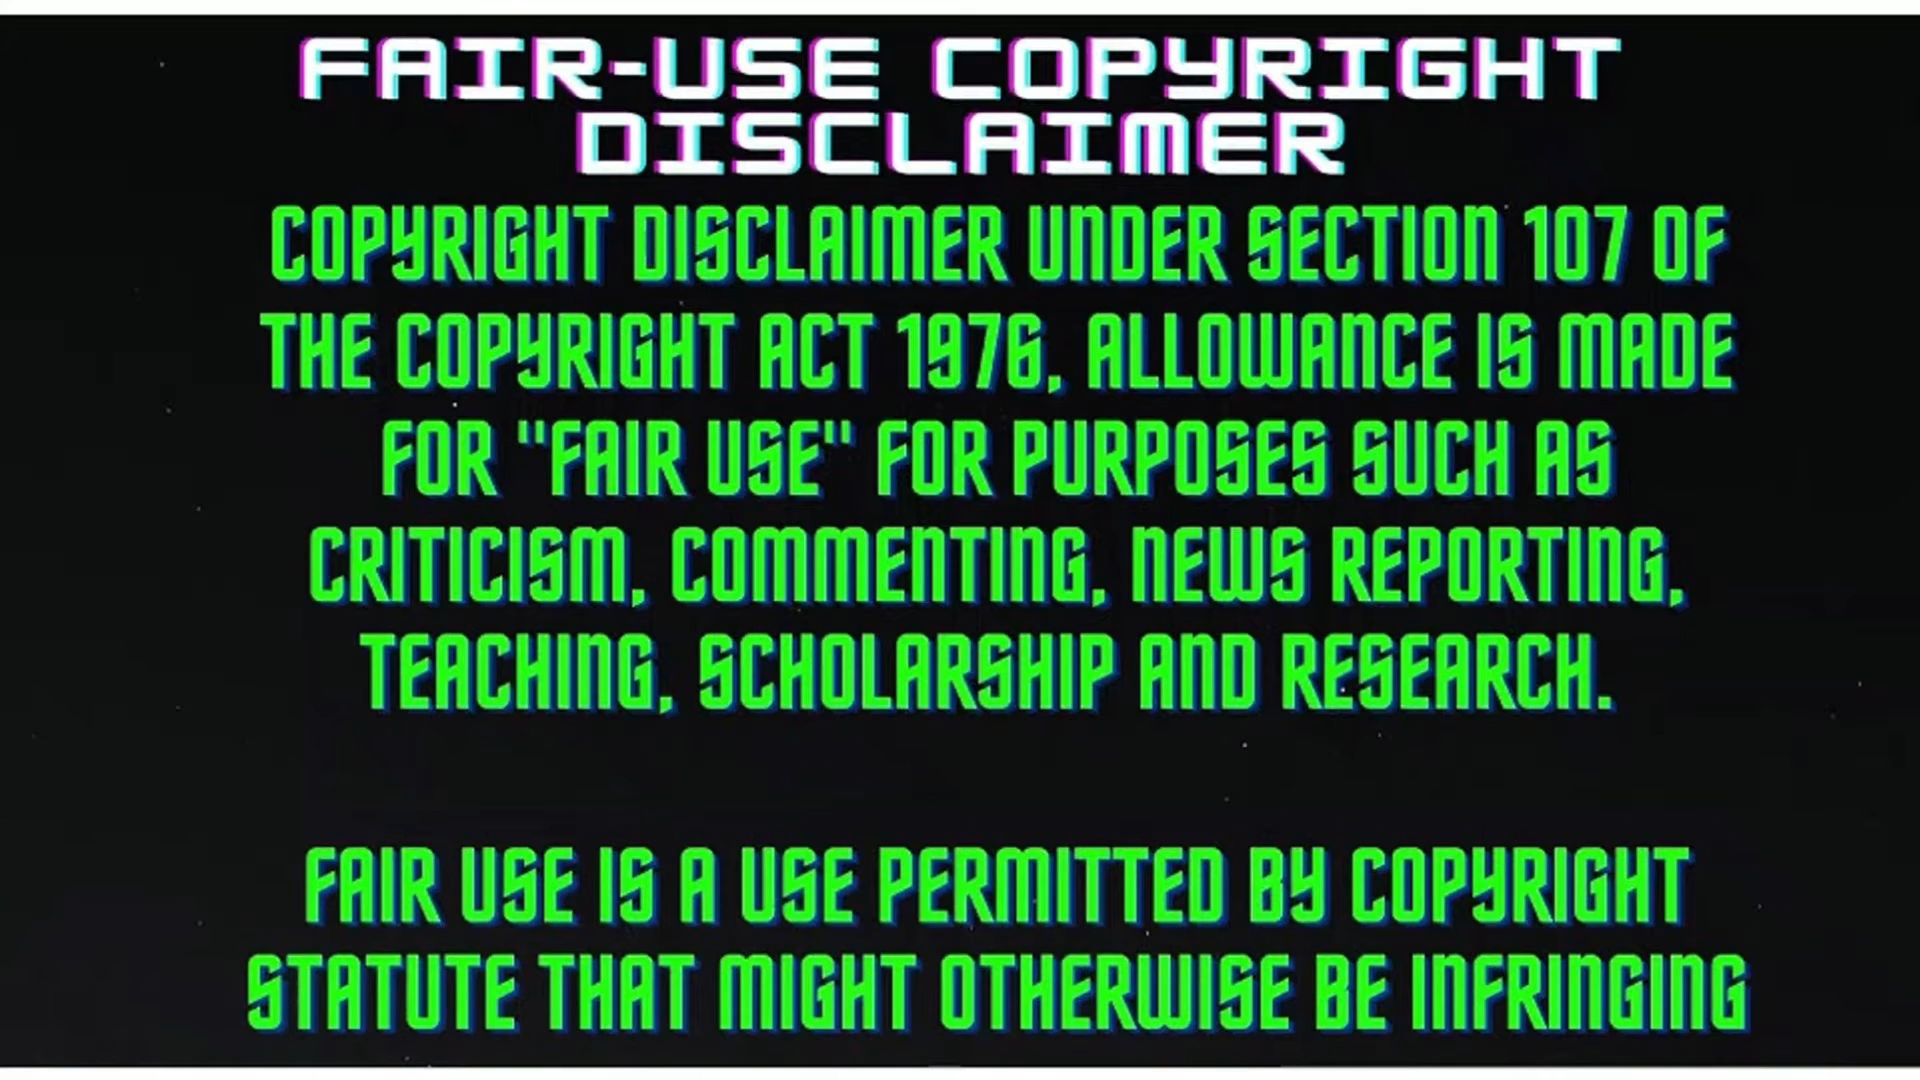 FAIR-USE COPYRIGHT
DISCLAIMER
COPYRIGHT DISCLAIMER UNDER SECTION 107 OF
THE COPYRIGHT ACT 1976, ALLOWANCE IS MADE
FOR "FAIR USE" FOR PURPOSES SUCH AS
CRITICISM, COMMENTING, NEWS REPORTING,
TEACHING, SCHOLARSHIP AND RESEARCH.
FAIR USE IS A USE PERMITTED BY COPYRIGHT
STATUTE THAT MIGHT OTHERWISE BE INFRINGING